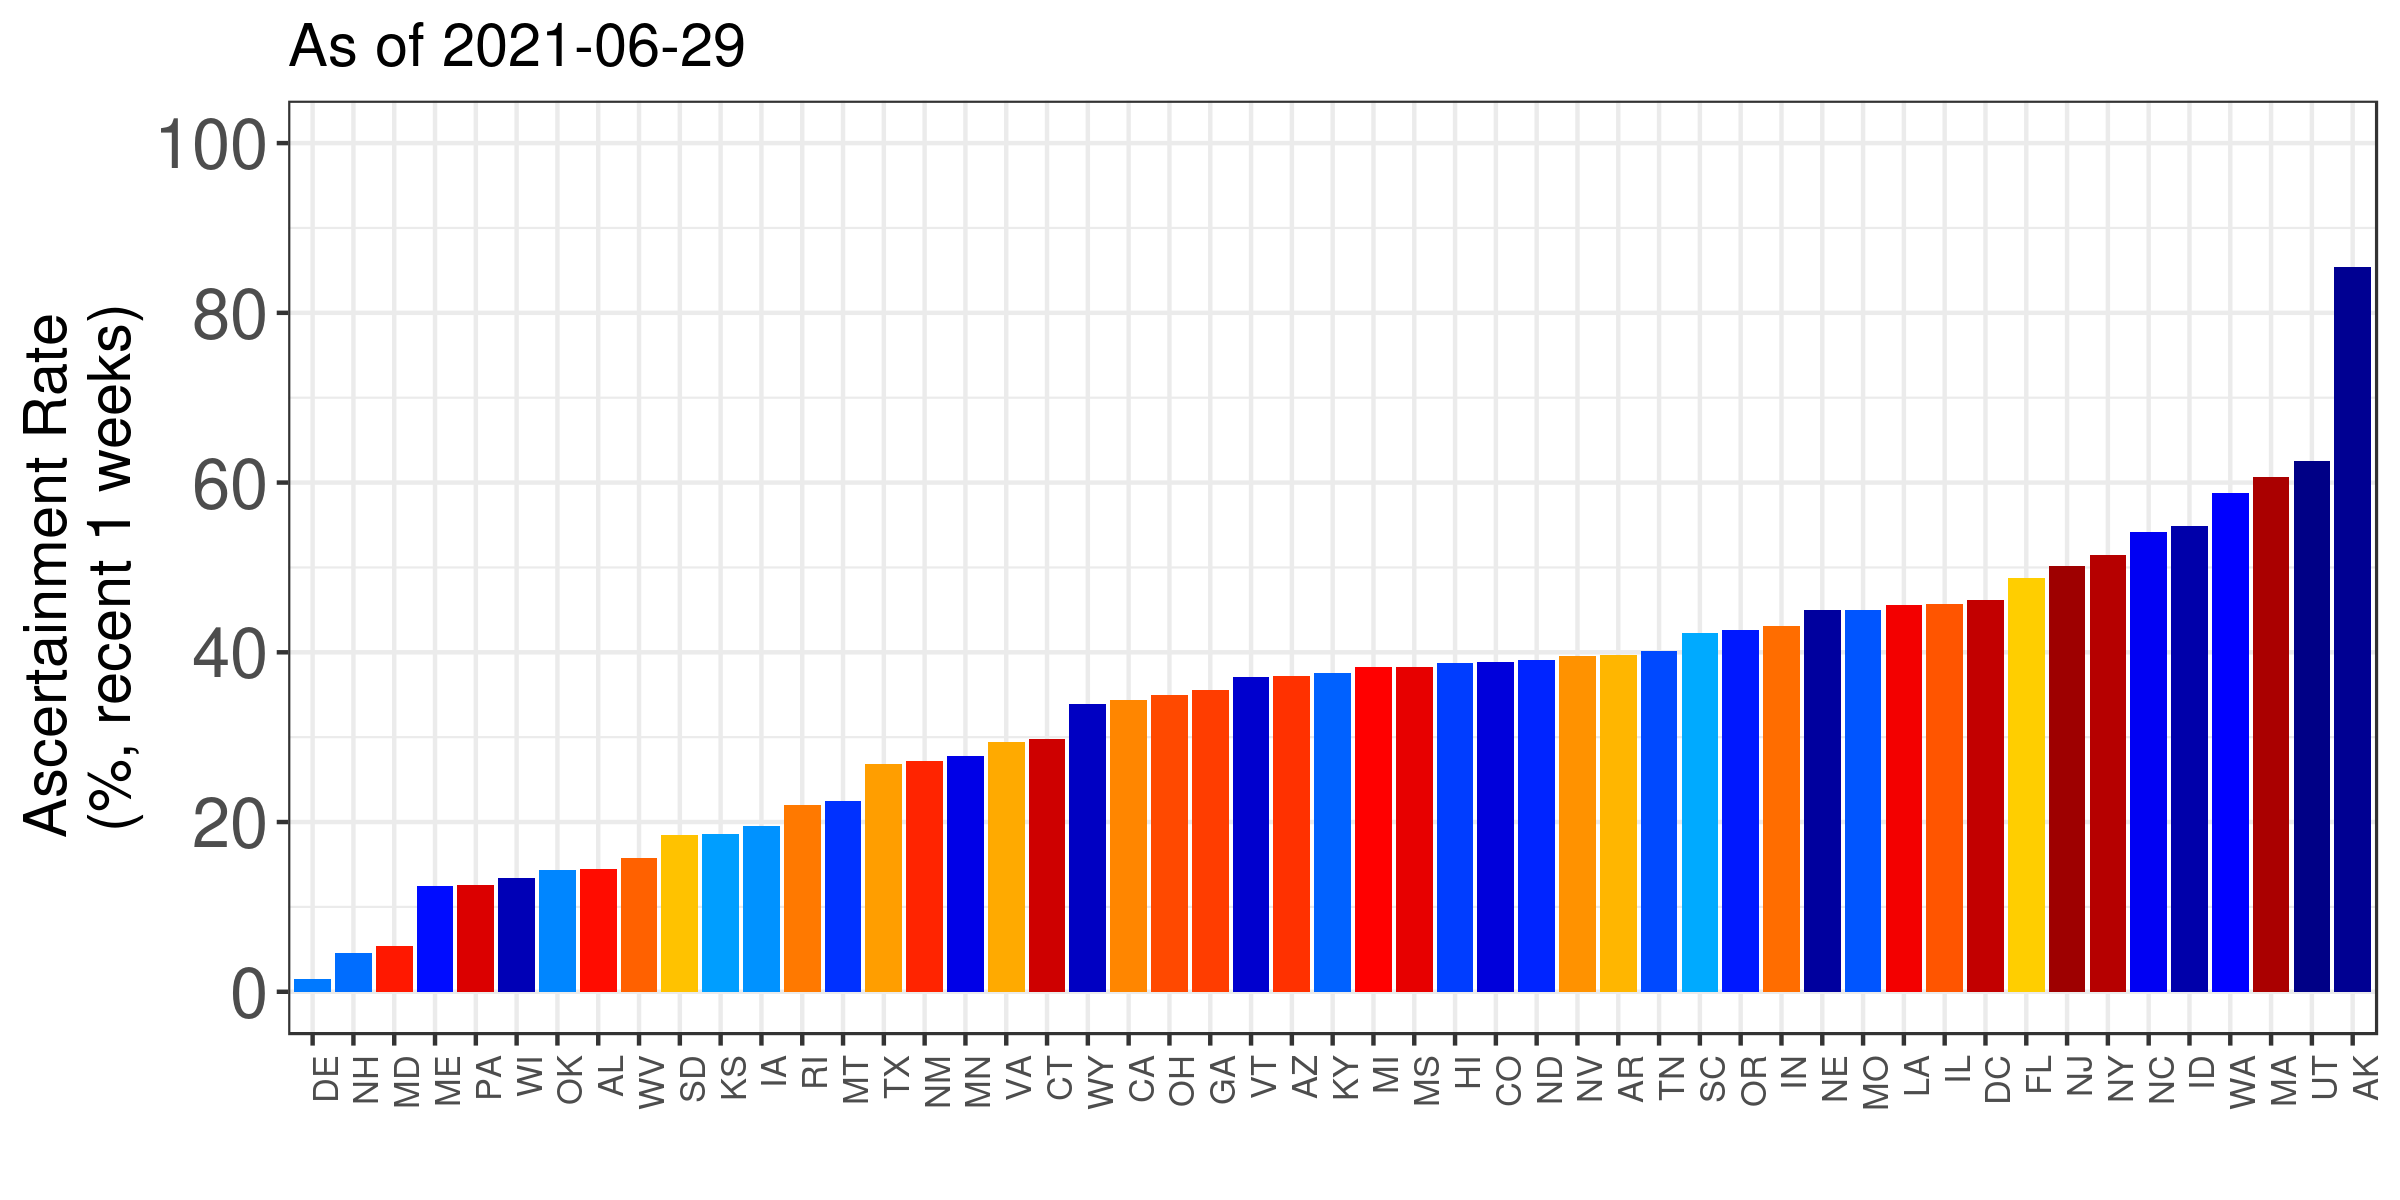 As of 2021-06-29
Ascertainment Rate
(%, recent 1 weeks)
100
80
60
40
20
0
DE NH MD ME PA WI OK AL WV SD KS IA RI MT TX NM MN VA CT WY CA OH GA VT AZ KY MI MS HI CO ND NV AR TN SC OR IN NE MO LA IL DC FL NJ NY NC ID WA MA UT AK